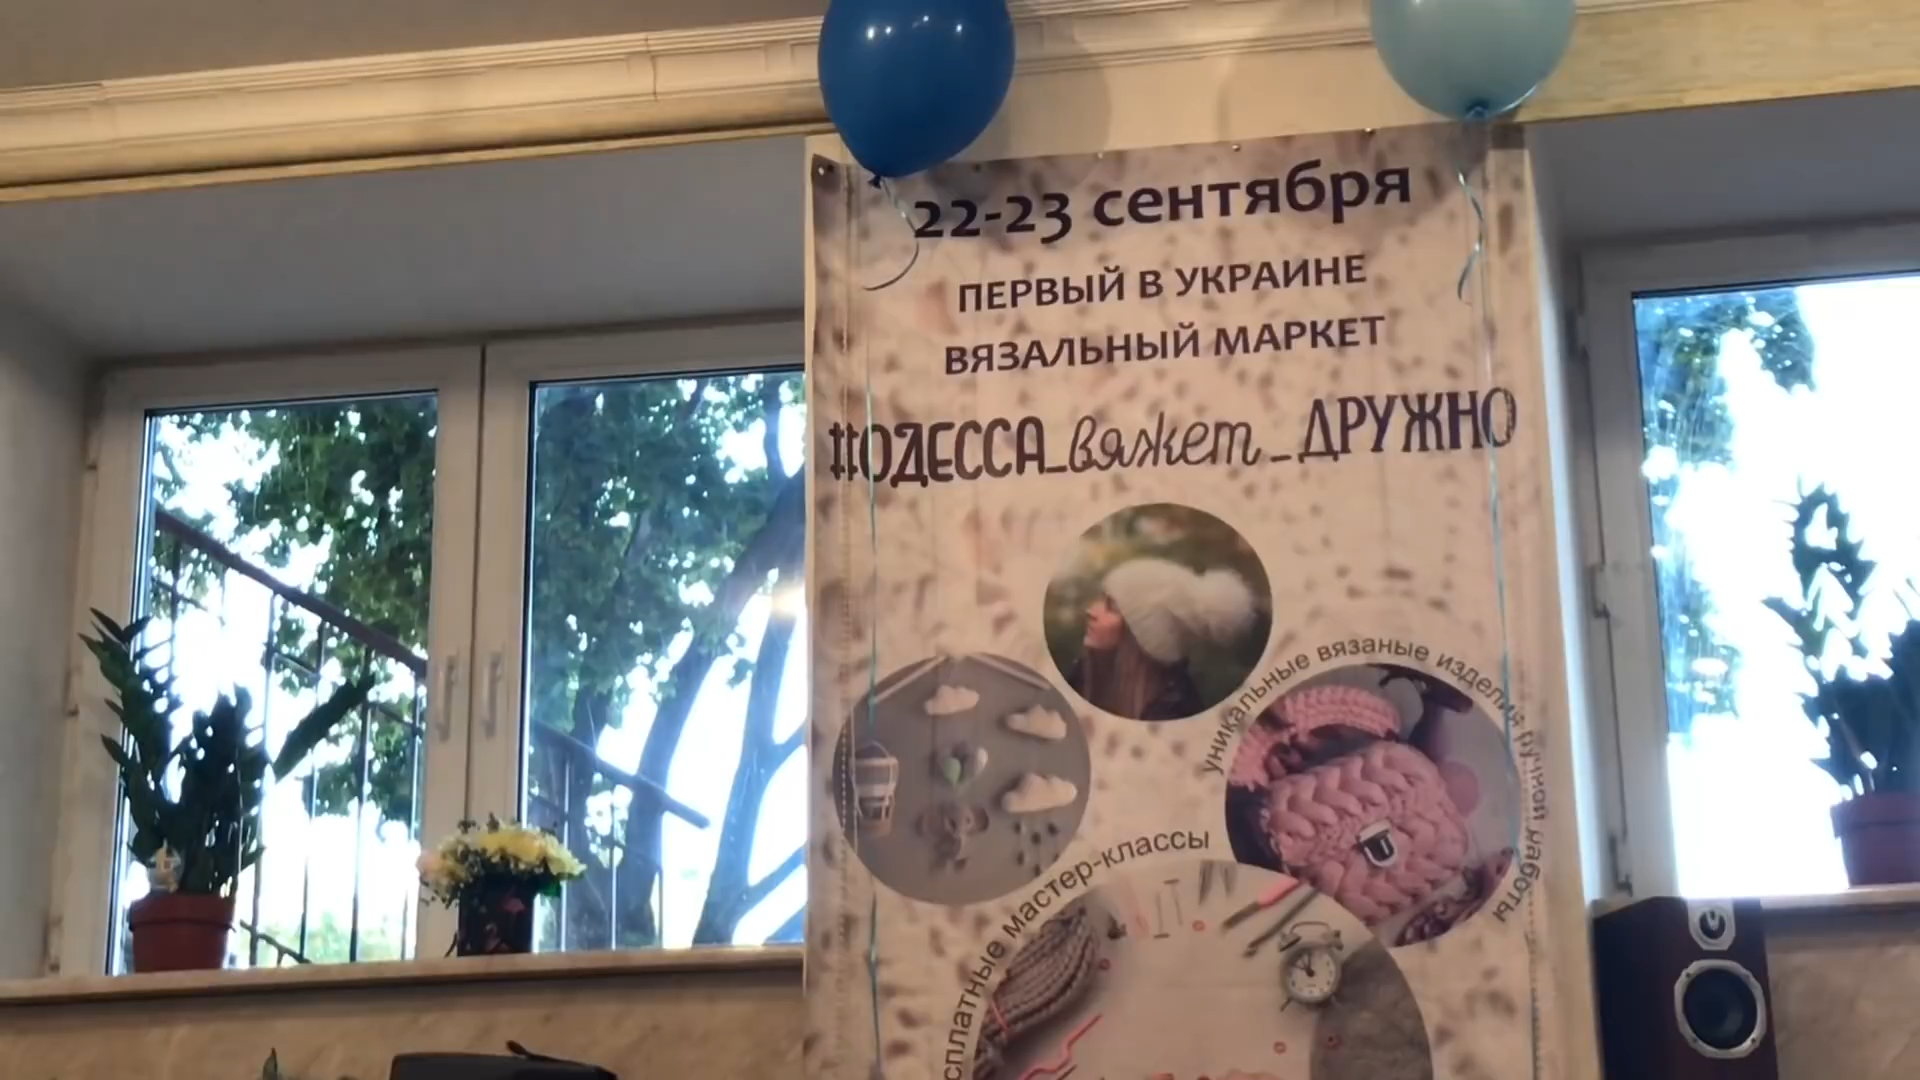 22-23 сентября
ПЕРВЫЙ В УКРАИНЕ
ВЯЗАЛЬНЫЙ МАРКЕТ
#ОДЕССА_вяжет_ДРУЖНО
уникальные вязаные изделия ручной работы
сплатные мастер-классы